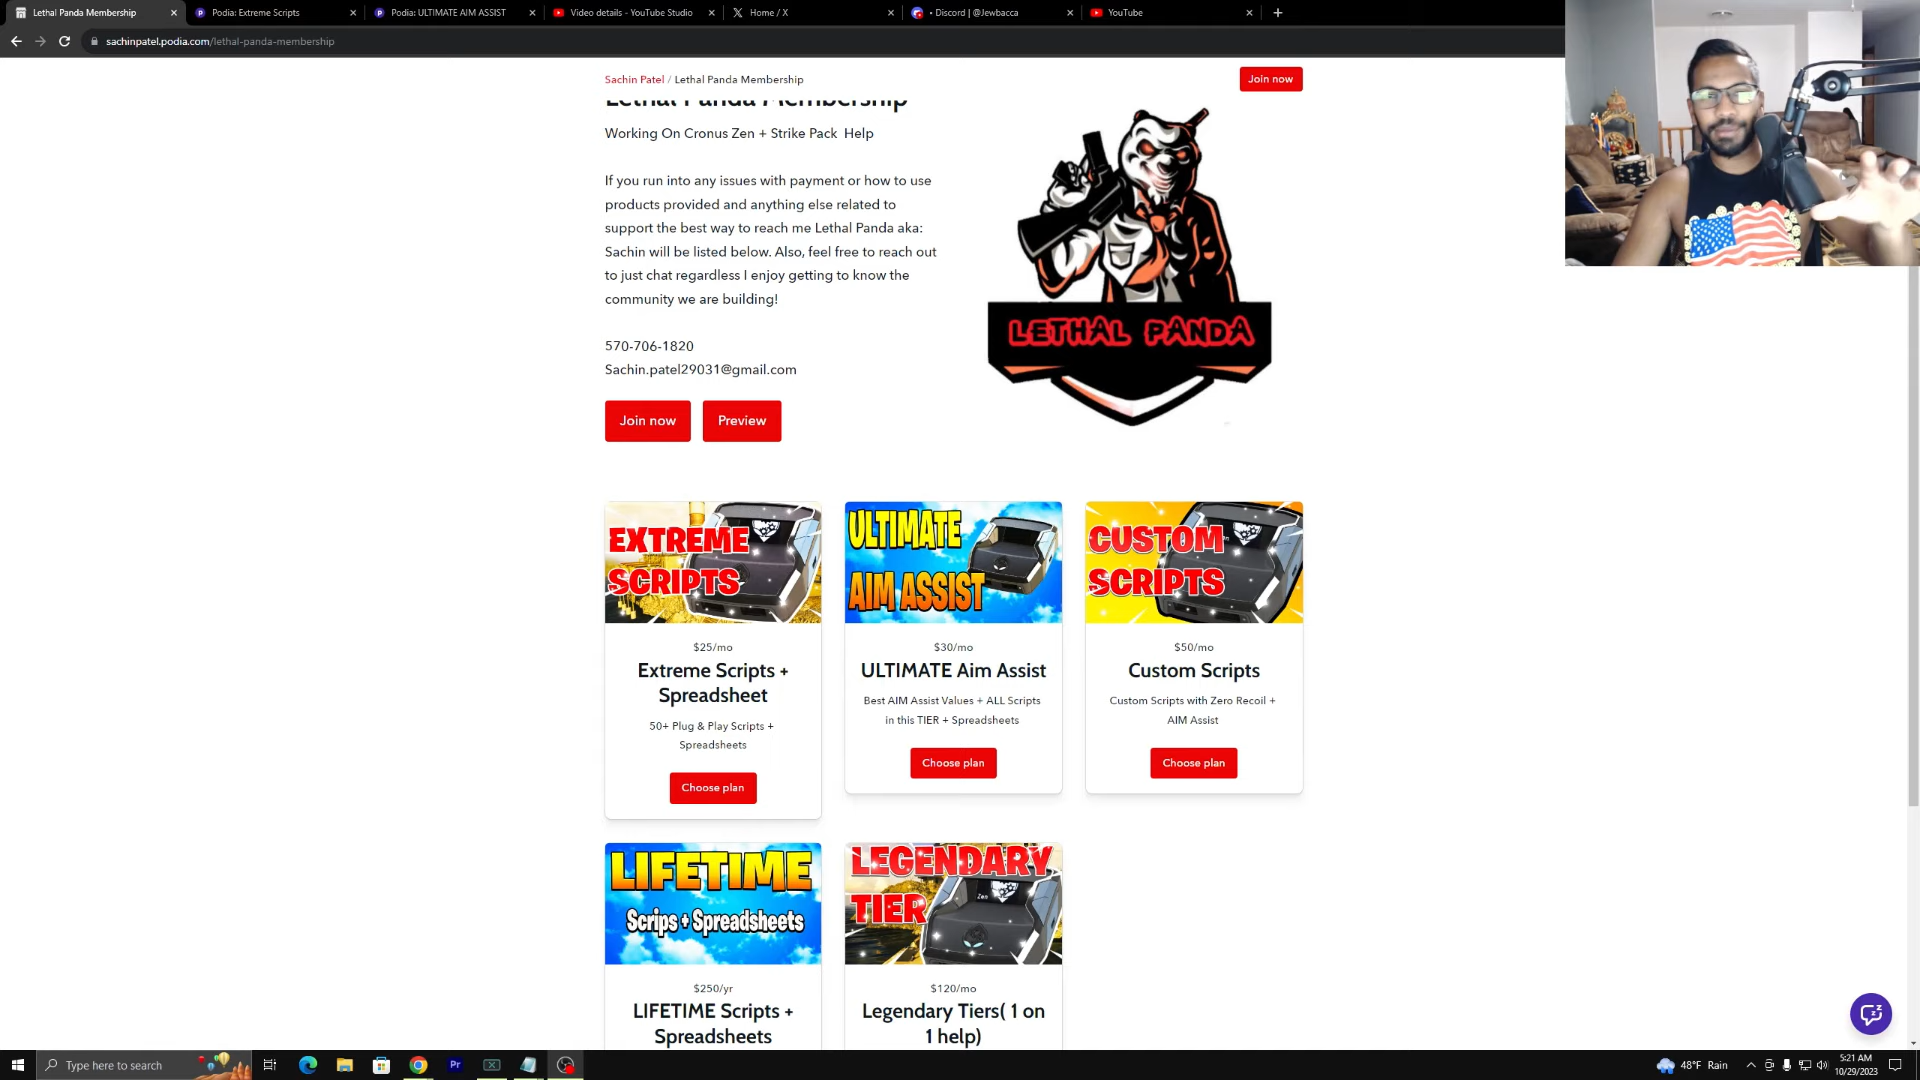 Lethal Panda Membership
Podia: Extreme Scripts
Podia: ULTIMATE AIM ASSIST
Video details - YouTube Studio
Home / X
• Discord | @Jewbacca
YouTube
sachinpatel.podia.com/lethal-panda-membership
Sachin Patel / Lethal Panda Membership
Join now
Lethal Panda Membership
Working On Cronus Zen + Strike Pack Help
If you run into any issues with payment or how to use
products provided and anything else related to
support the best way to reach me Lethal Panda aka:
Sachin will be listed below. Also, feel free to reach out
to just chat regardless I enjoy getting to know the
community we are building!
570-706-1820
Sachin.patel29031@gmail.com
Join now
Preview
LETHAL PANDA
EXTREME
SCRIPTS
$25/mo
Extreme Scripts +
Spreadsheet
50+ Plug & Play Scripts +
Spreadsheets
Choose plan
ULTIMATE
AIM ASSIST
$30/mo
ULTIMATE Aim Assist
Best AIM Assist Values + ALL Scripts
in this TIER + Spreadsheets
Choose plan
CUSTOM
SCRIPTS
$50/mo
Custom Scripts
Custom Scripts with Zero Recoil +
AIM Assist
Choose plan
LIFETIME
Scrips + Spreadsheets
$250/yr
LIFETIME Scripts +
Spreadsheets
LEGENDARY
TIER
Zen
$120/mo
Legendary Tiers( 1 on
1 help)
Type here to search
Pr
48°F Rain
5:21 AM
10/29/2023